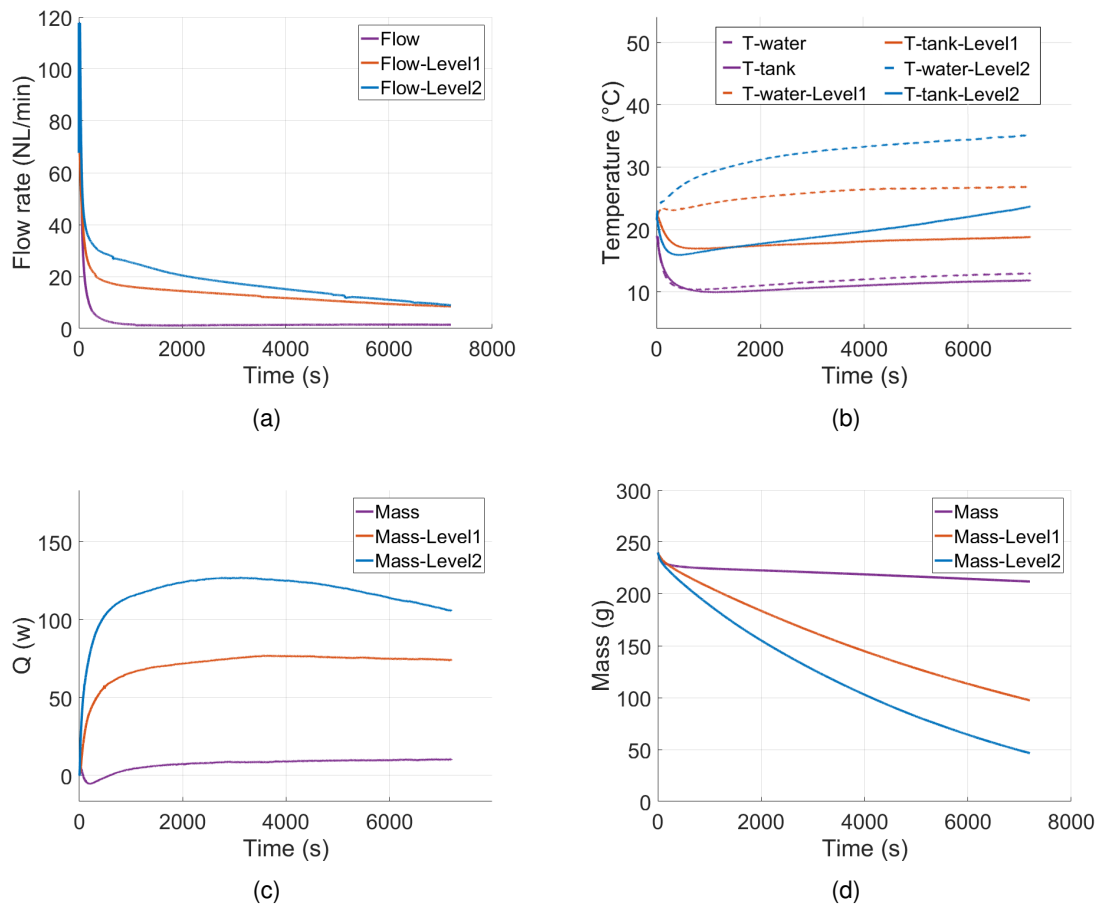 120
100
80
60
40
20
0
Flow rate (NL/min)
Flow
Flow-Level1
Flow-Level2
0 2000 4000 6000 8000
Time (s)
(a)
50
40
30
20
10
Temperature (°C)
T-water T-tank-Level1
T-tank T-water-Level2
T-water-Level1 T-tank-Level2
0 2000 4000 6000
Time (s)
(b)
150
100
50
0
Q (w)
Mass
Mass-Level1
Mass-Level2
0 2000 4000 6000
Time (s)
(c)
300
250
200
150
100
50
0
Mass (g)
Mass
Mass-Level1
Mass-Level2
0 2000 4000 6000 8000
Time (s)
(d)